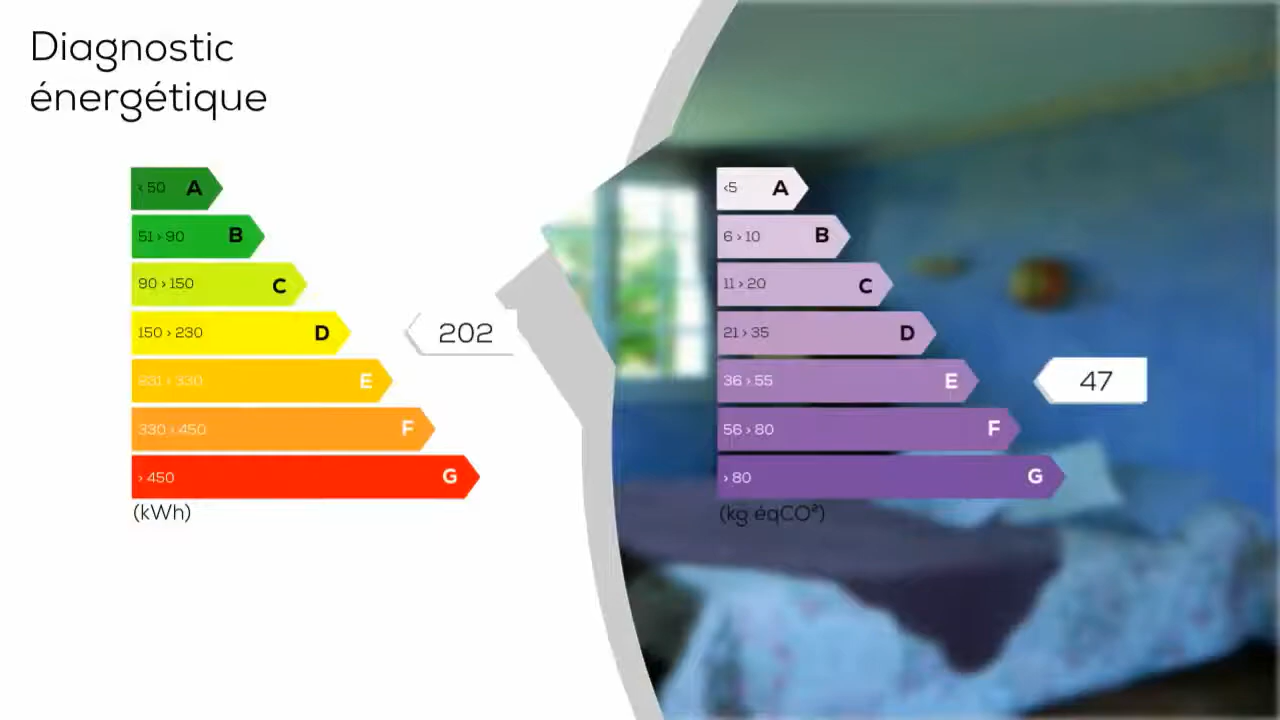 Diagnostic
énergétique
< 50 A
51 > 90 B
90 > 150 C
150 > 230 D
231 > 330 E
330 > 450 F
> 450 G
(kWh)
202
<5 A
6 > 10 B
11 > 20 C
21 > 35 D
36 > 55 E
56 > 80 F
> 80 G
(kg éqCO²)
47